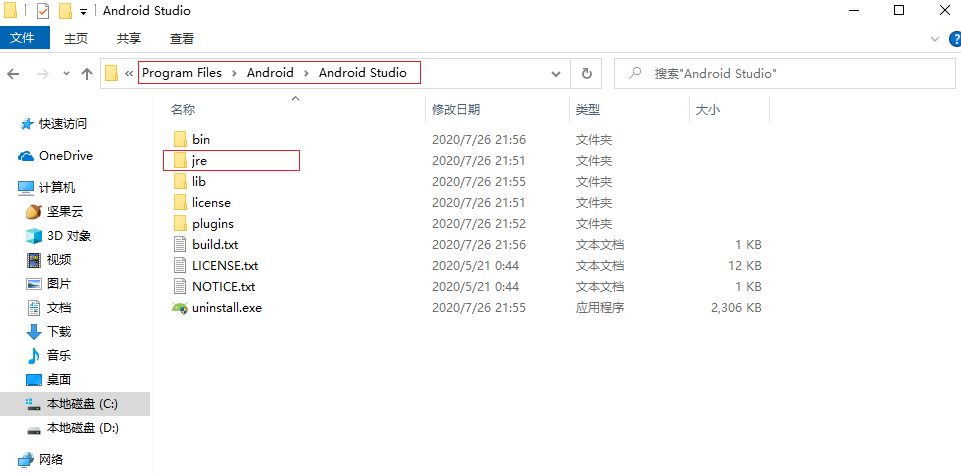 Android Studio
文件 主页 共享 查看
« Program Files › Android › Android Studio 搜索"Android Studio"
名称 修改日期 类型 大小
快速访问
OneDrive
计算机
坚果云
3D 对象
视频
图片
文档
下载
音乐
桌面
本地磁盘 (C:)
本地磁盘 (D:)
网络
bin 2020/7/26 21:56 文件夹
jre 2020/7/26 21:51 文件夹
lib 2020/7/26 21:55 文件夹
license 2020/7/26 21:51 文件夹
plugins 2020/7/26 21:52 文件夹
build.txt 2020/7/26 21:56 文本文档 1 KB
LICENSE.txt 2020/5/21 0:44 文本文档 12 KB
NOTICE.txt 2020/5/21 0:44 文本文档 1 KB
uninstall.exe 2020/7/26 21:55 应用程序 2,306 KB